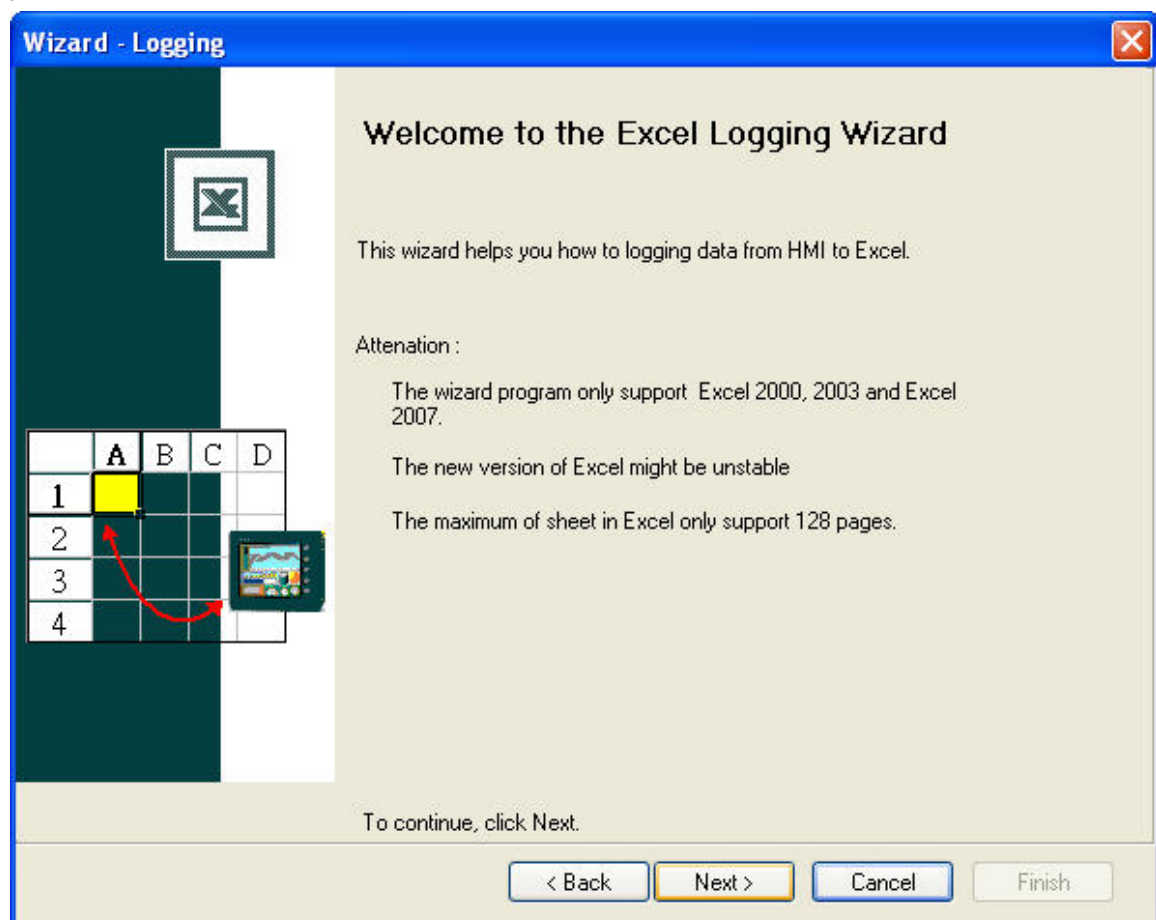 Wizard - Logging
Welcome to the Excel Logging Wizard
This wizard helps you how to logging data from HMI to Excel.
Attenation :
The wizard program only support  Excel 2000, 2003 and Excel
2007.
The new version of Excel might be unstable
The maximum of sheet in Excel only support 128 pages.
A B C D
1
2
3
4
To continue, click Next.
< Back Next > Cancel Finish